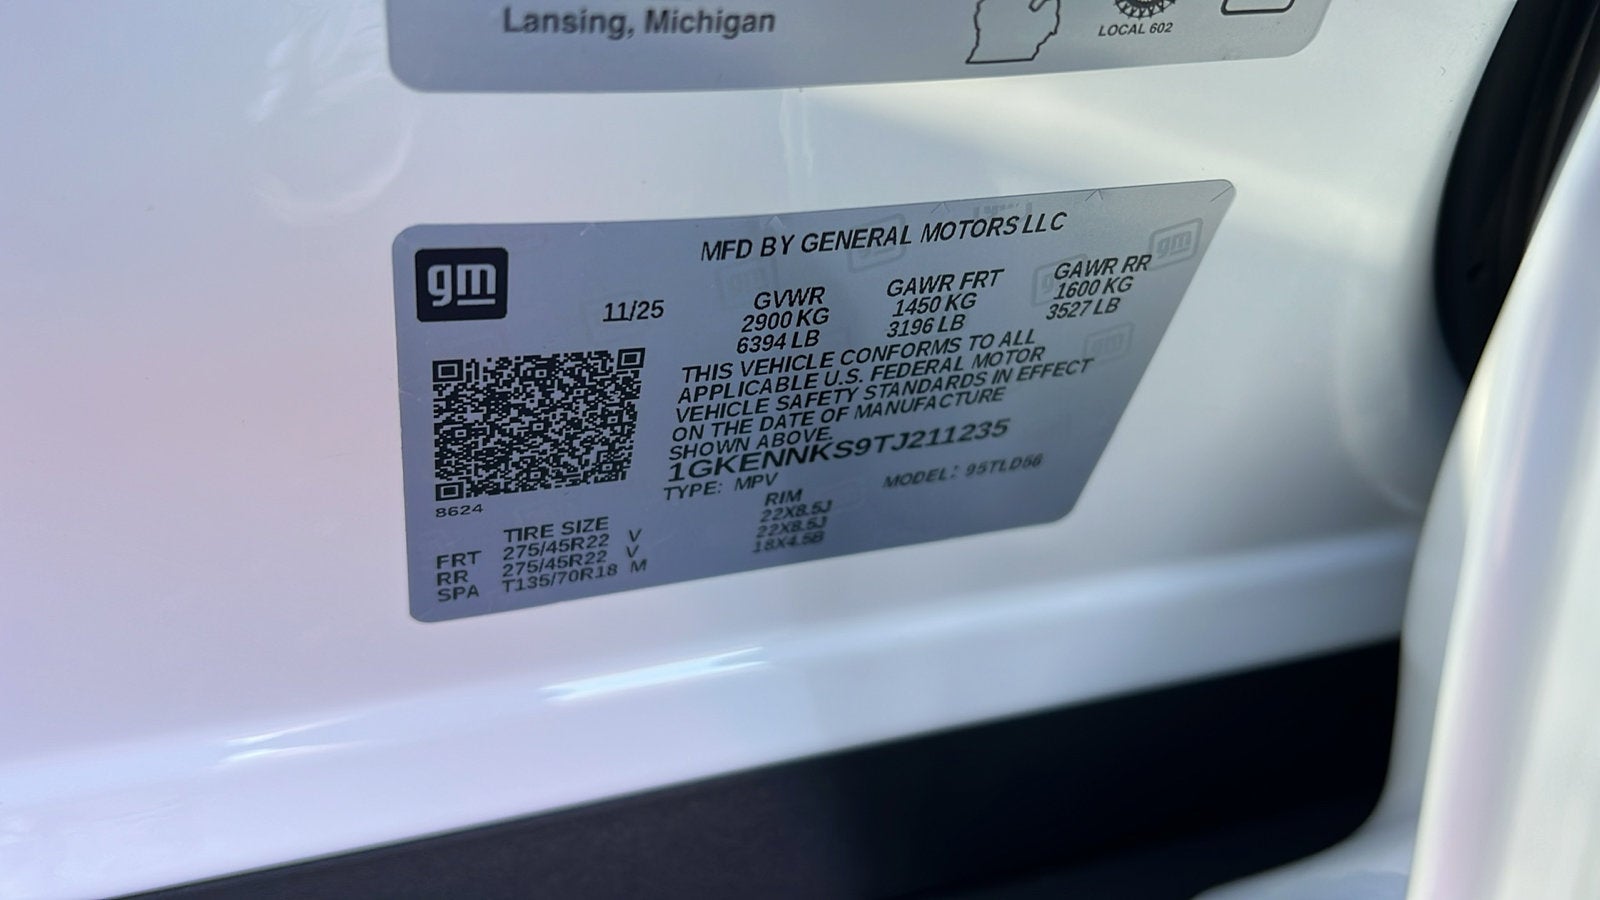 Lansing, Michigan
LOCAL 602
gm
MFD BY GENERAL MOTORS LLC
11/25
GVWR
2900 KG
6394 LB
GAWR FRT
1450 KG
3196 LB
GAWR RR
1600 KG
3527 LB
THIS VEHICLE CONFORMS TO ALL
APPLICABLE U.S. FEDERAL MOTOR
VEHICLE SAFETY STANDARDS IN EFFECT
ON THE DATE OF MANUFACTURE
SHOWN ABOVE
1GKENNKS9TJ211235
TYPE: MPV
MODEL: 95TLD56
8624
TIRE SIZE
RIM
FRT 275/45R22 V 22X8.5J
RR 275/45R22 V 22X8.5J
SPA T135/70R18 M 18X4.5B